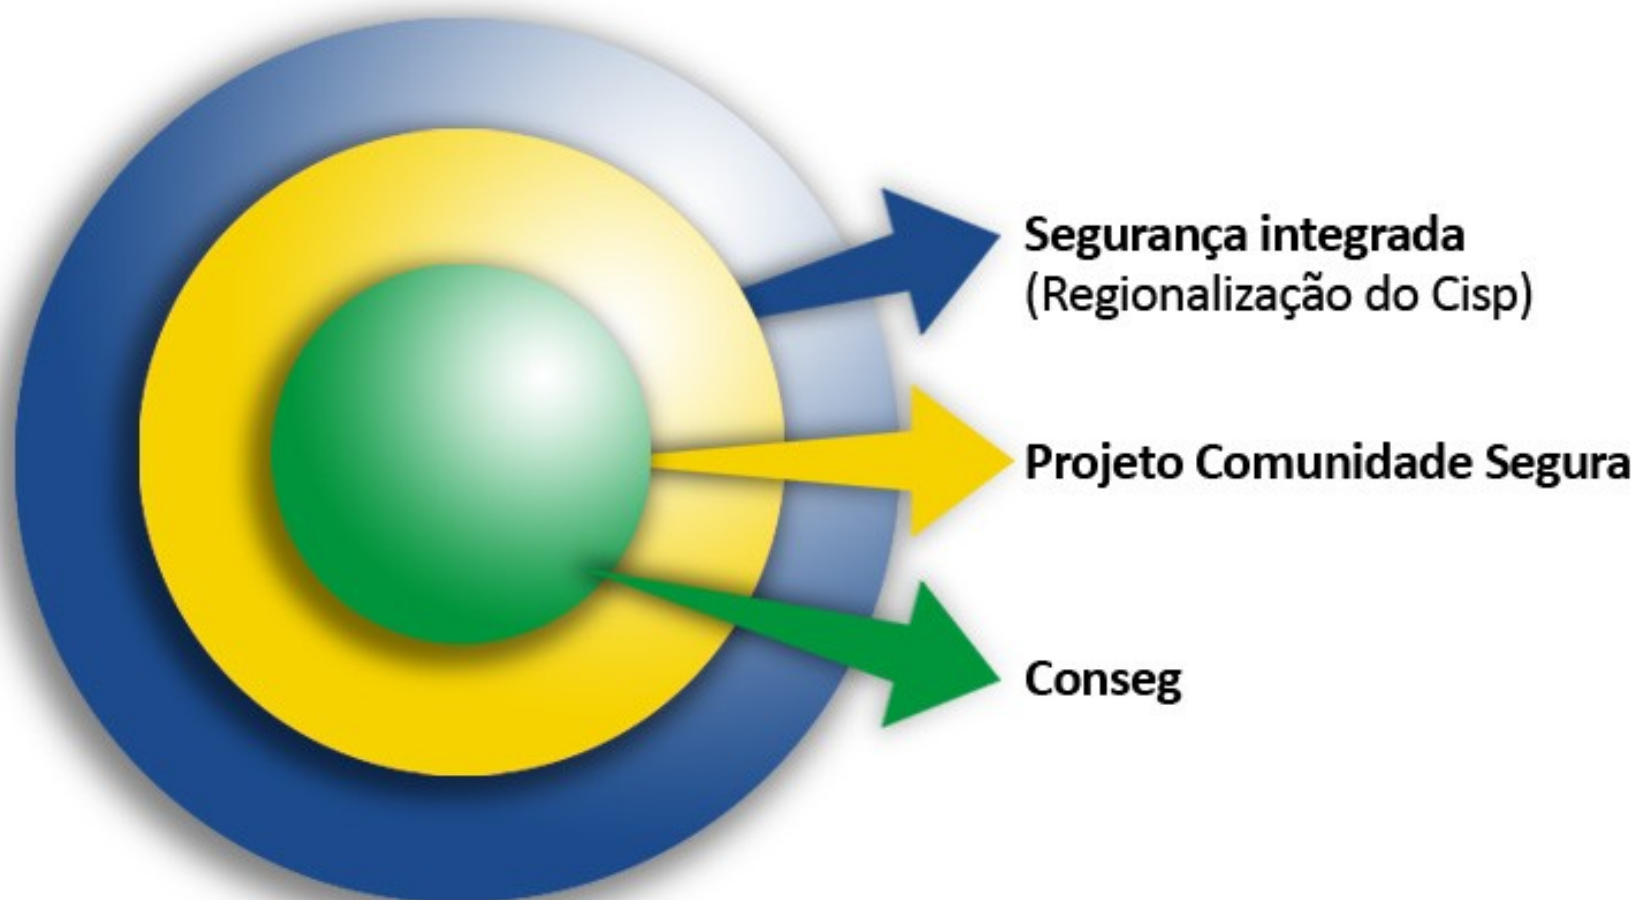 Segurança integrada
(Regionalização do Cisp)
Projeto Comunidade Segura
Conseg